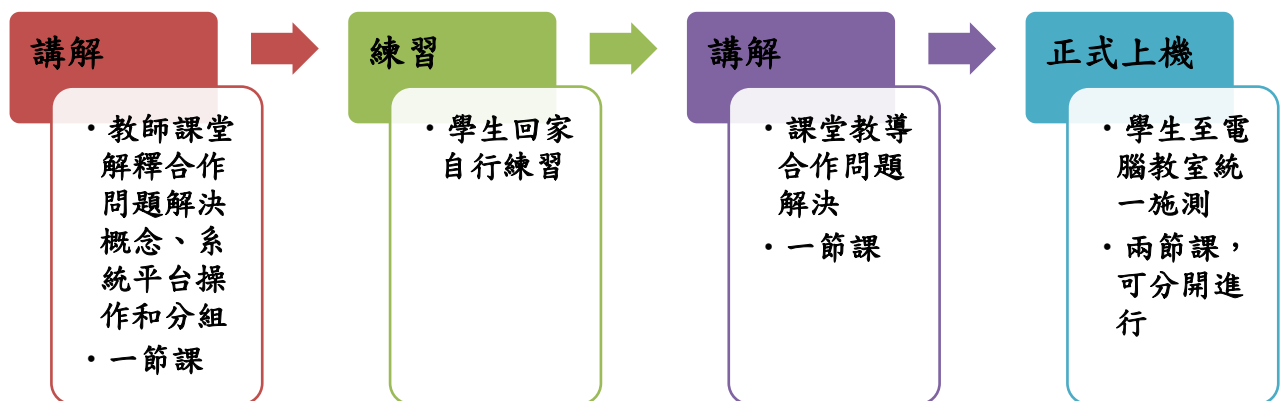 講解
・教師課堂
解釋合作
問題解決
概念、系
統平台操
作和分組
・一節課
練習
・學生回家
自行練習
講解
・課堂教導
合作問題
解決
・一節課
正式上機
・學生至電
腦教室統
一施測
・兩節課，
可分開進
行